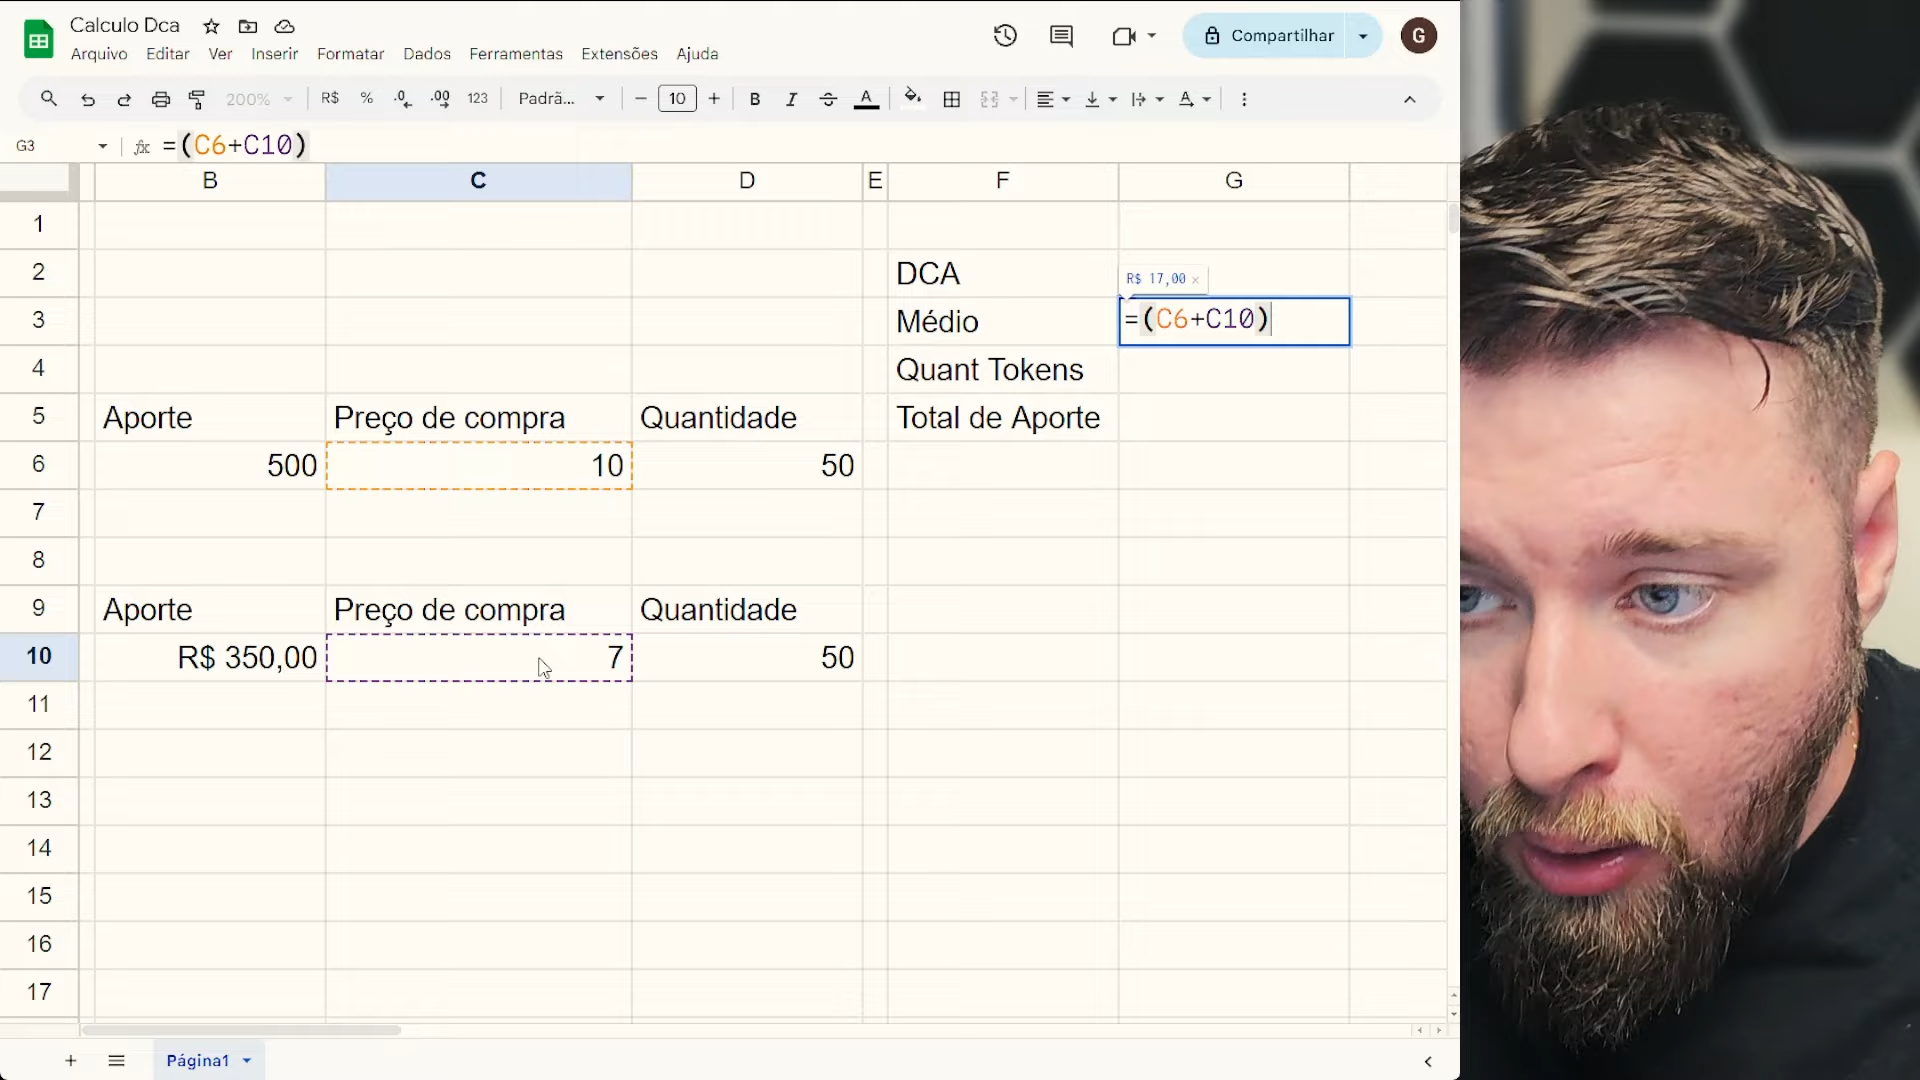 Calculo Dca
Arquivo Editar Ver Inserir Formatar Dados Ferramentas Extensões Ajuda
Compartilhar
G
200% R$ % .0 .00 123 Padrã... − 10 + B I A
G3 fx =(C6+C10)
B C D E F G
1
2 DCA R$ 17,00 ×
3 Médio =(C6+C10)
4 Quant Tokens
5 Aporte Preço de compra Quantidade Total de Aporte
6 500 10 50
7
8
9 Aporte Preço de compra Quantidade
10 R$ 350,00 7 50
11
12
13
14
15
16
17
+ Página1